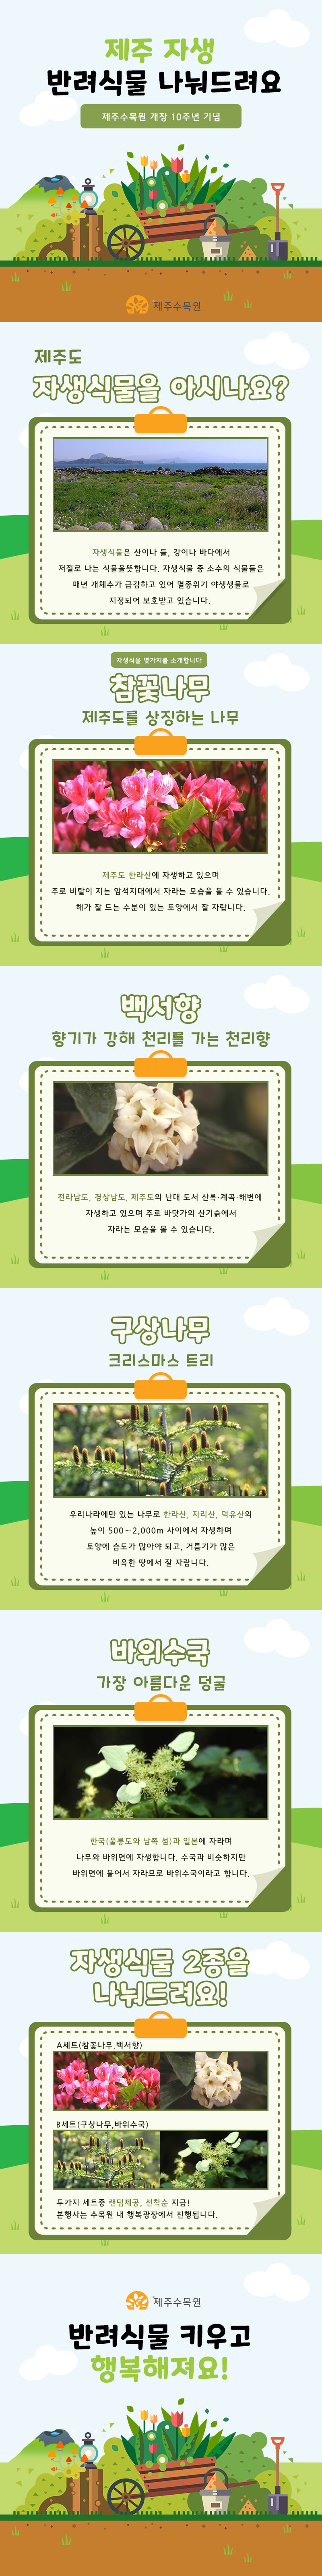 제주 자생
반려식물 나눠드려요
제주수목원 개장 10주년 기념
제주수목원
제주도
자생식물을 아시나요?
자생식물은 산이나 들, 강이나 바다에서
저절로 나는 식물을뜻합니다. 자생식물 중 소수의 식물들은
매년 개체수가 급감하고 있어 멸종위기 야생생물로
지정되어 보호받고 있습니다.
자생식물 몇가지를 소개합니다
참꽃나무
제주도를 상징하는 나무
제주도 한라산에 자생하고 있으며
주로 비탈이 지는 암석지대에서 자라는 모습을 볼 수 있습니다.
해가 잘 드는 수분이 있는 토양에서 잘 자랍니다.
백서향
향기가 강해 천리를 가는 천리향
전라남도, 경상남도, 제주도의 난대 도서 산록·계곡·해변에
자생하고 있으며 주로 바닷가의 산기슭에서
자라는 모습을 볼 수 있습니다.
구상나무
크리스마스 트리
우리나라에만 있는 나무로 한라산, 지리산, 덕유산의
높이 500～2,000m 사이에서 자생하며
토양에 습도가 많아야 되고, 거름기가 많은
비옥한 땅에서 잘 자랍니다.
바위수국
가장 아름다운 덩굴
한국(울릉도와 남쪽 섬)과 일본에 자라며
나무와 바위면에 자생합니다. 수국과 비슷하지만
바위면에 붙어서 자라므로 바위수국이라고 합니다.
자생식물 2종을
나눠드려요!
A세트(참꽃나무,백서향)
B세트(구상나무,바위수국)
두가지 세트중 랜덤제공, 선착순 지급!
본행사는 수목원 내 행복광장에서 진행됩니다.
제주수목원
반려식물 키우고
행복해져요!